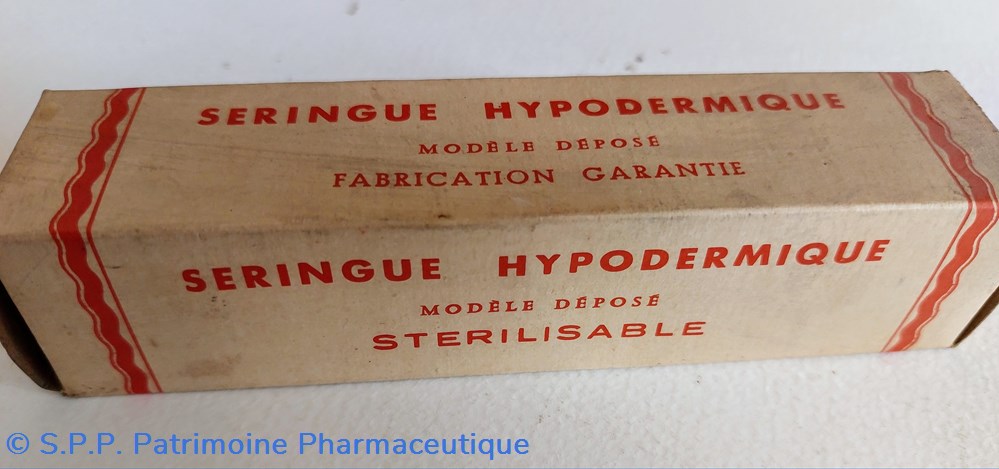 SERINGUE HYPODERMIQUE
MODÈLE DÉPOSÉ
FABRICATION GARANTIE
SERINGUE HYPODERMIQUE
MODÈLE DÉPOSÉ
STERILISABLE
© S.P.P. Patrimoine Pharmaceutique